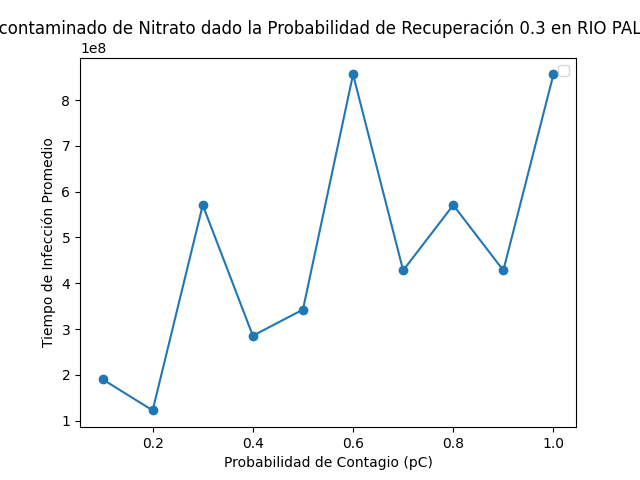 contaminado de Nitrato dado la Probabilidad de Recuperación 0.3 en RIO PAL
1e8
8
7
6
5
4
3
2
1
Tiempo de Infección Promedio
0.2 0.4 0.6 0.8 1.0
Probabilidad de Contagio (pC)